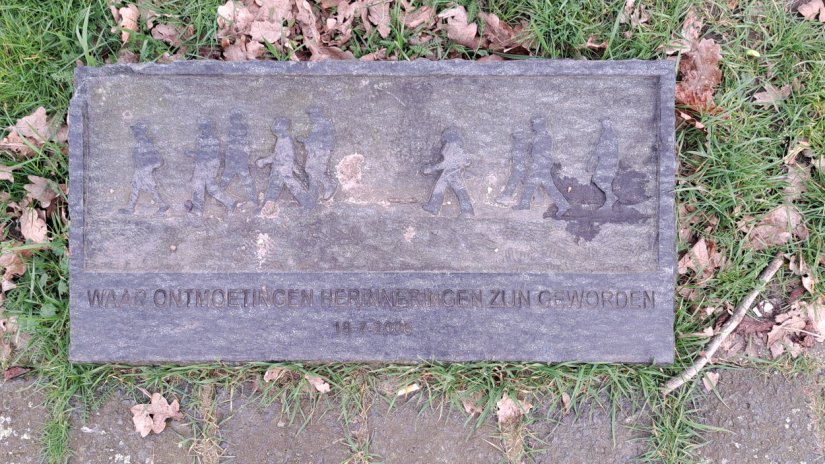 WAAR ONTMOETINGEN HERINNERINGEN ZIJN GEWORDEN
18-7-2006